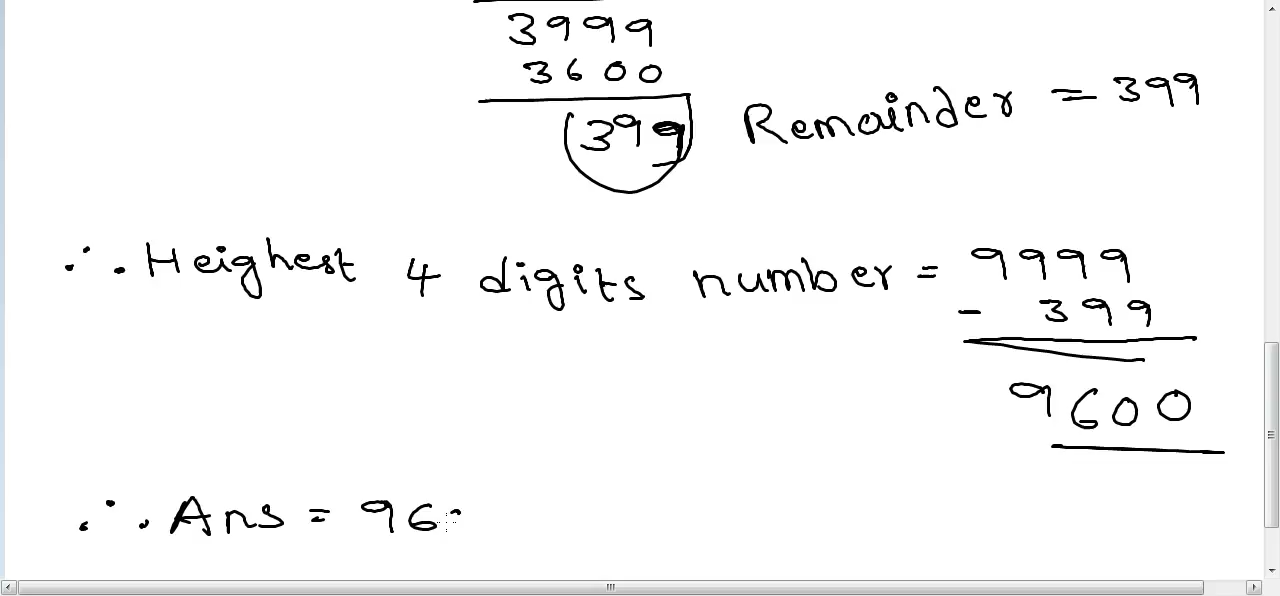 3999
3600
(399 Remainder = 399
∴ Heighest 4 digits number = 9999
- 399
9600
∴ Ans = 96